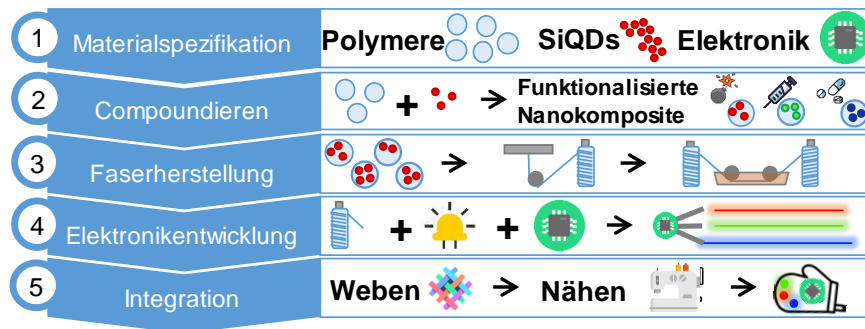 1
Materialspezifikation
Polymere SiQDs Elektronik
2
Compoundieren
+ Funktionalisierte
Nanokomposite
3
Faserherstellung
4
Elektronikentwicklung
+ +
5
Integration
Weben Nähen